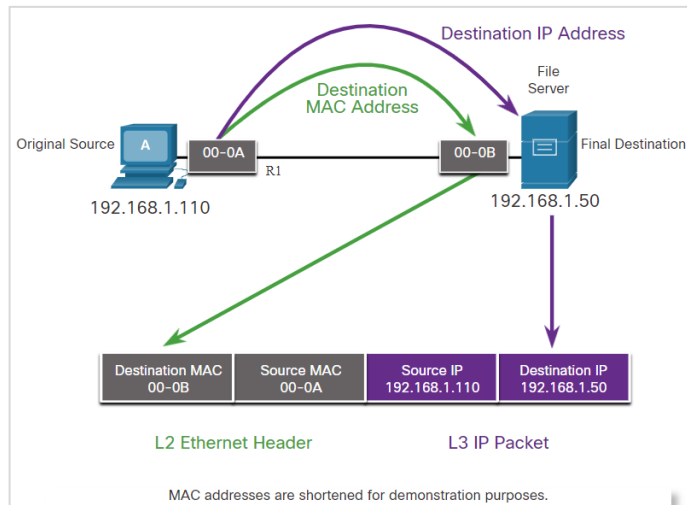 Destination IP Address
File
Server
Destination
MAC Address
Original Source
A
00-0A
00-0B
Final Destination
R1
192.168.1.110
192.168.1.50
Destination MAC
00-0B
Source MAC
00-0A
Source IP
192.168.1.110
Destination IP
192.168.1.50
L2 Ethernet Header
L3 IP Packet
MAC addresses are shortened for demonstration purposes.